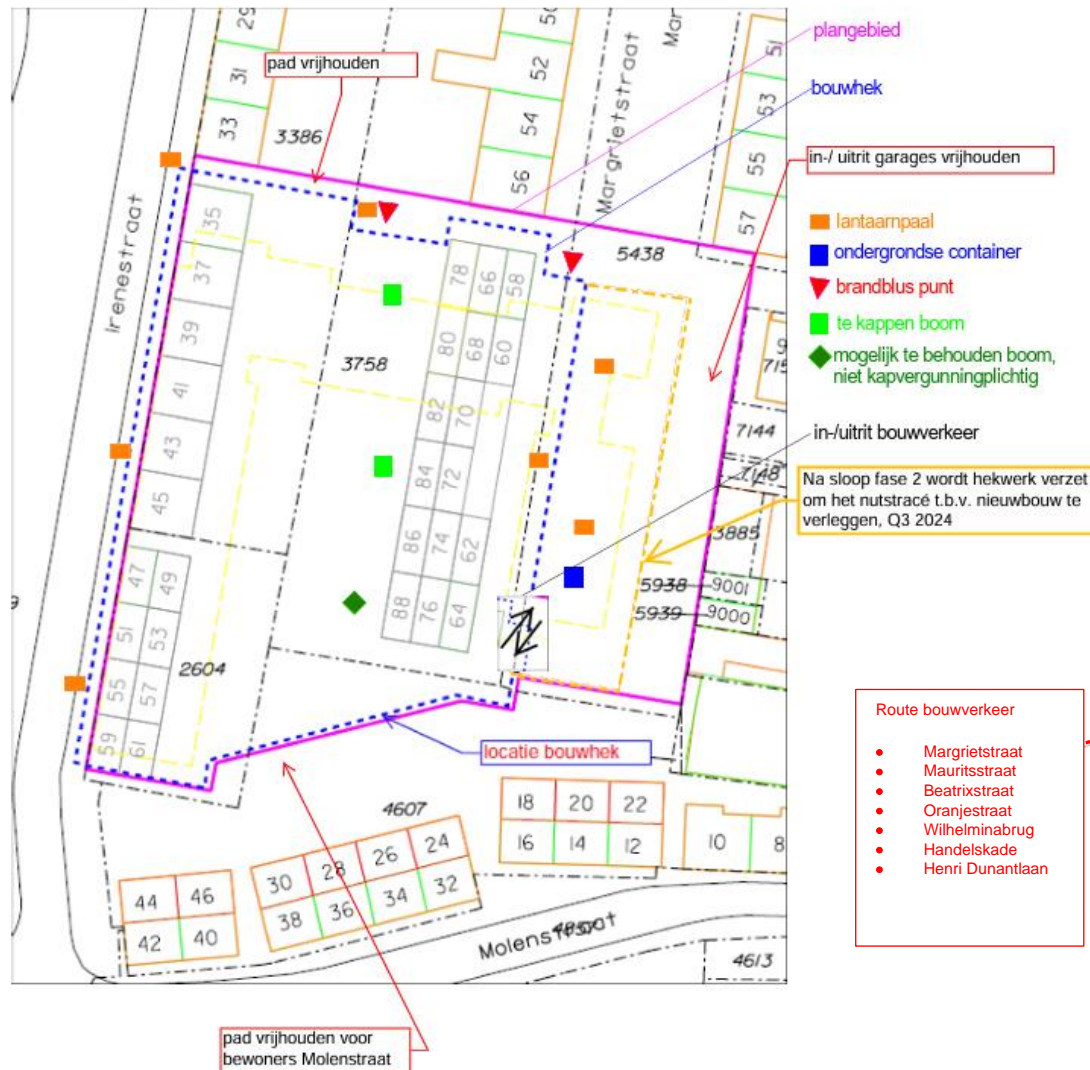 plangebied
pad vrijhouden
bouwhek
in-/ uitrit garages vrijhouden
lantaarnpaal
ondergrondse container
brandblus punt
te kappen boom
mogelijk te behouden boom,
niet kapvergunningplichtig
in-/uitrit bouwverkeer
Na sloop fase 2 wordt hekwerk verzet
om het nutstracé t.b.v. nieuwbouw te
verleggen, Q3 2024
locatie bouwhek
Route bouwverkeer
• Margrietstraat
• Mauritsstraat
• Beatrixstraat
• Oranjestraat
• Wilhelminabrug
• Handelskade
• Henri Dunantlaan
pad vrijhouden voor
bewoners Molenstraat
Irenestraat
Margrietstraat
Mar
Molenstraat
29
31
33
3386
50
52
54
56
51
53
55
57
5438
35
37
39
41
43
45
3758
78 66 58
80 68 60
82 70
84 72
86 74 62
88 76 64
47 49
51 53
55 57
59 61
2604
7144
7148
3885
5938 9001
5939 9000
4607
18 20 22
16 14 12
10 8
30 28 26 24
38 36 34 32
44 46
42 40
4857
4613